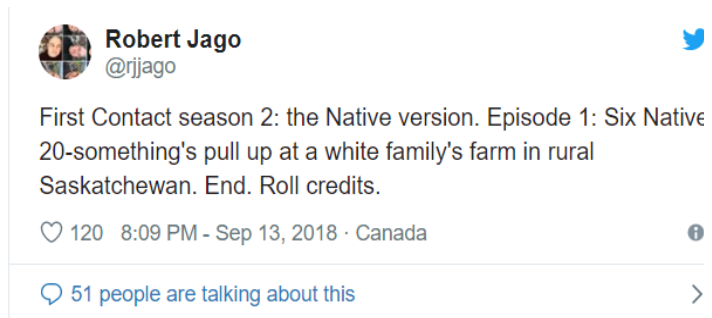 Robert Jago
@rjjago
First Contact season 2: the Native version. Episode 1: Six Native
20-something's pull up at a white family's farm in rural
Saskatchewan. End. Roll credits.
120 8:09 PM - Sep 13, 2018 · Canada
51 people are talking about this